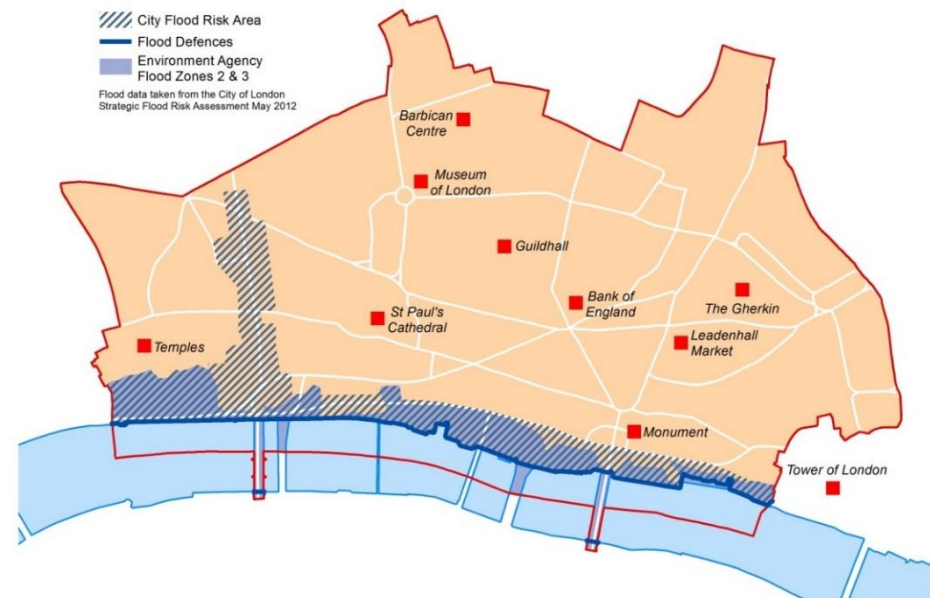 City Flood Risk Area
Flood Defences
Environment Agency
Flood Zones 2 & 3
Flood data taken from the City of London
Strategic Flood Risk Assessment May 2012
Barbican
Centre
Museum
of London
Guildhall
Bank of
England
The Gherkin
St Paul's
Cathedral
Leadenhall
Market
Temples
Monument
Tower of London